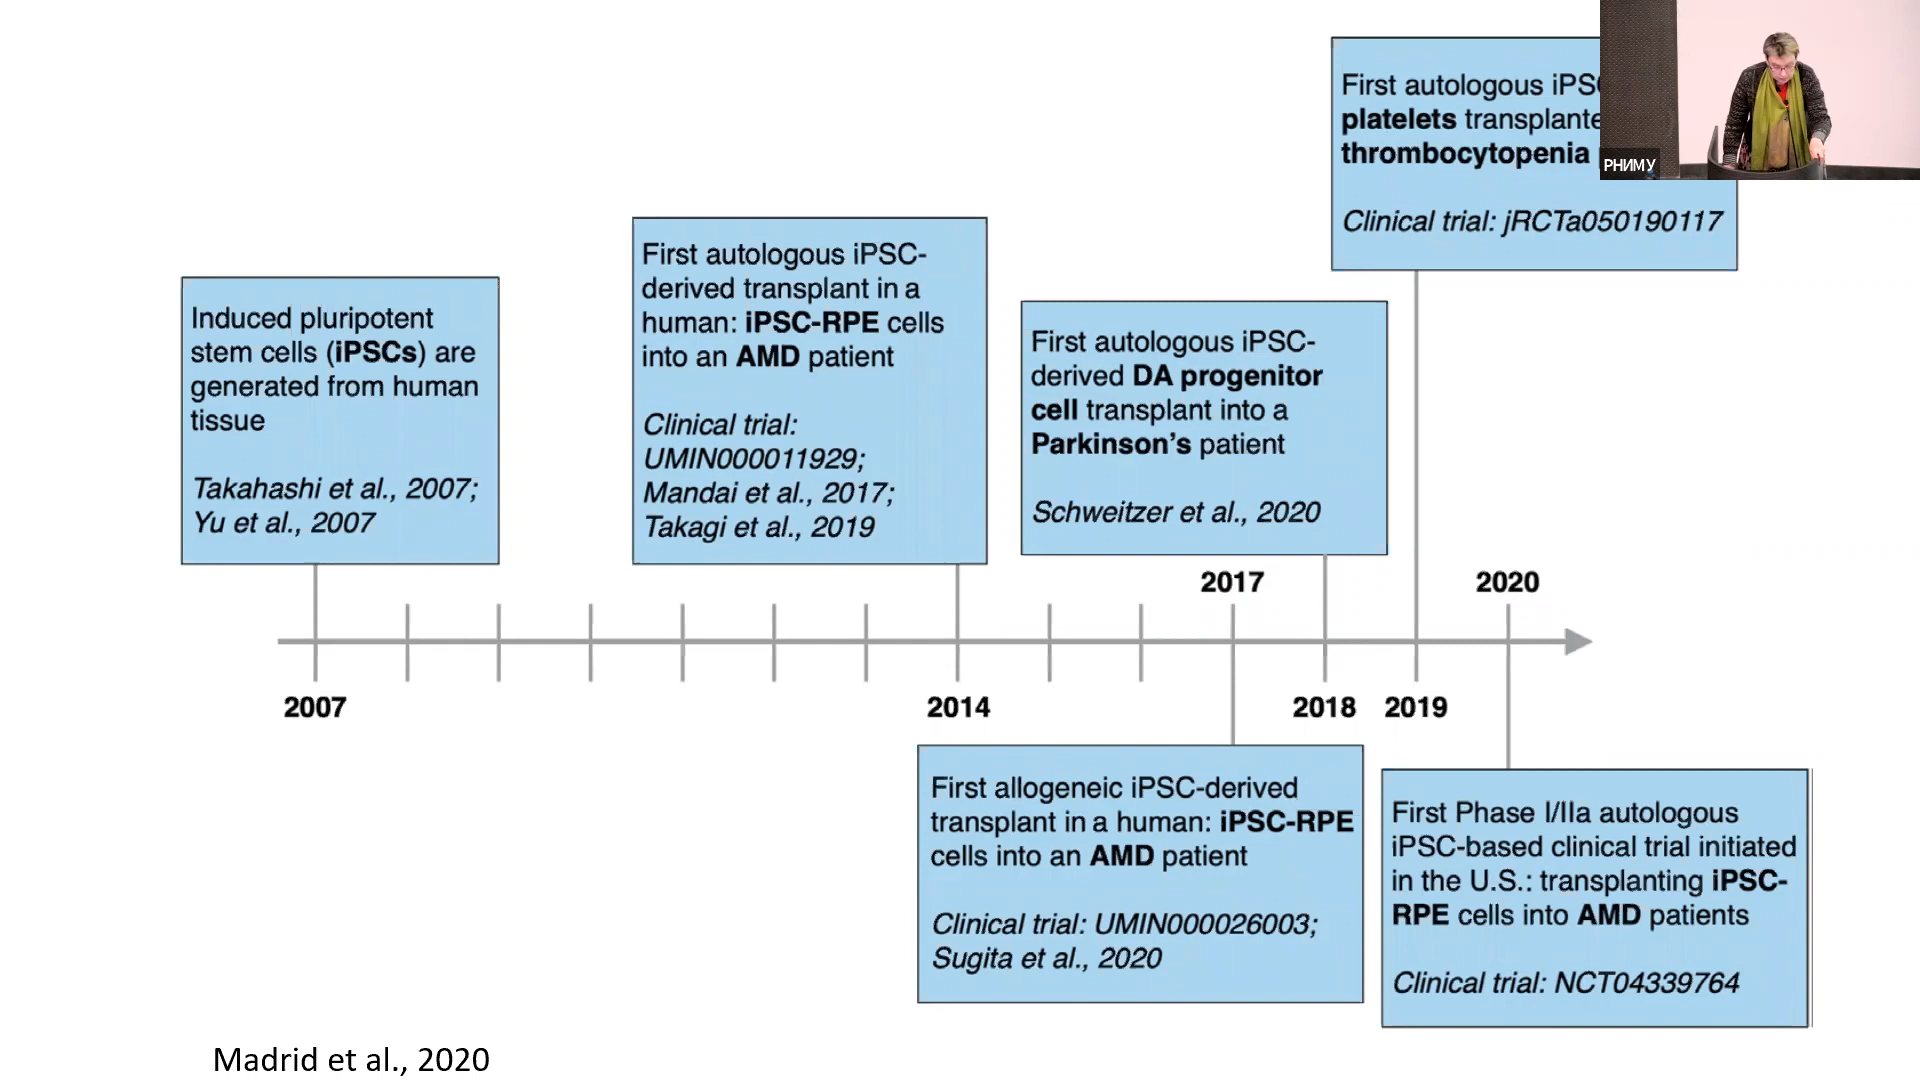 First autologous iPSC
platelets transplante
thrombocytopenia
РНИМУ
Clinical trial: jRCTa050190117
First autologous iPSC-
derived transplant in a
human: iPSC-RPE cells
into an AMD patient
Clinical trial:
UMIN000011929;
Mandai et al., 2017;
Takagi et al., 2019
Induced pluripotent
stem cells (iPSCs) are
generated from human
tissue
Takahashi et al., 2007;
Yu et al., 2007
First autologous iPSC-
derived DA progenitor
cell transplant into a
Parkinson's patient
Schweitzer et al., 2020
2017
2020
2007
2014
2018
2019
First allogeneic iPSC-derived
transplant in a human: iPSC-RPE
cells into an AMD patient
Clinical trial: UMIN000026003;
Sugita et al., 2020
First Phase I/IIa autologous
iPSC-based clinical trial initiated
in the U.S.: transplanting iPSC-
RPE cells into AMD patients
Clinical trial: NCT04339764
Madrid et al., 2020